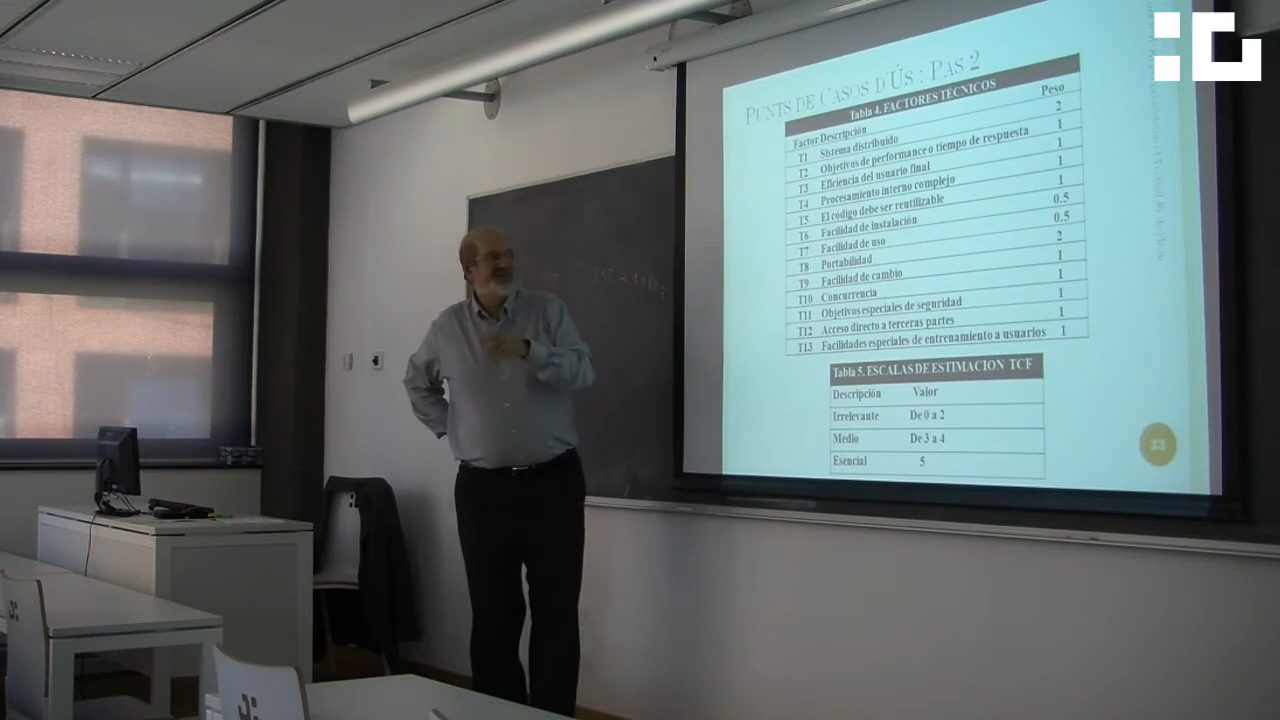 PUNTS DE CASOS D'ÚS : PAS 2
Tabla 4. FACTORES TÉCNICOS
Factor Descripción Peso
T1 Sistema distribuido 2
T2 Objetivos de performance o tiempo de respuesta 1
T3 Eficiencia del usuario final 1
T4 Procesamiento interno complejo 1
T5 El código debe ser reutilizable 1
T6 Facilidad de instalación 0.5
T7 Facilidad de uso 0.5
T8 Portabilidad 2
T9 Facilidad de cambio 1
T10 Concurrencia 1
T11 Objetivos especiales de seguridad 1
T12 Acceso directo a terceras partes 1
T13 Facilidades especiales de entrenamiento a usuarios 1
Tabla 5. ESCALAS DE ESTIMACION TCF
Descripción Valor
Irrelevante De 0 a 2
Medio De 3 a 4
Esencial 5
33